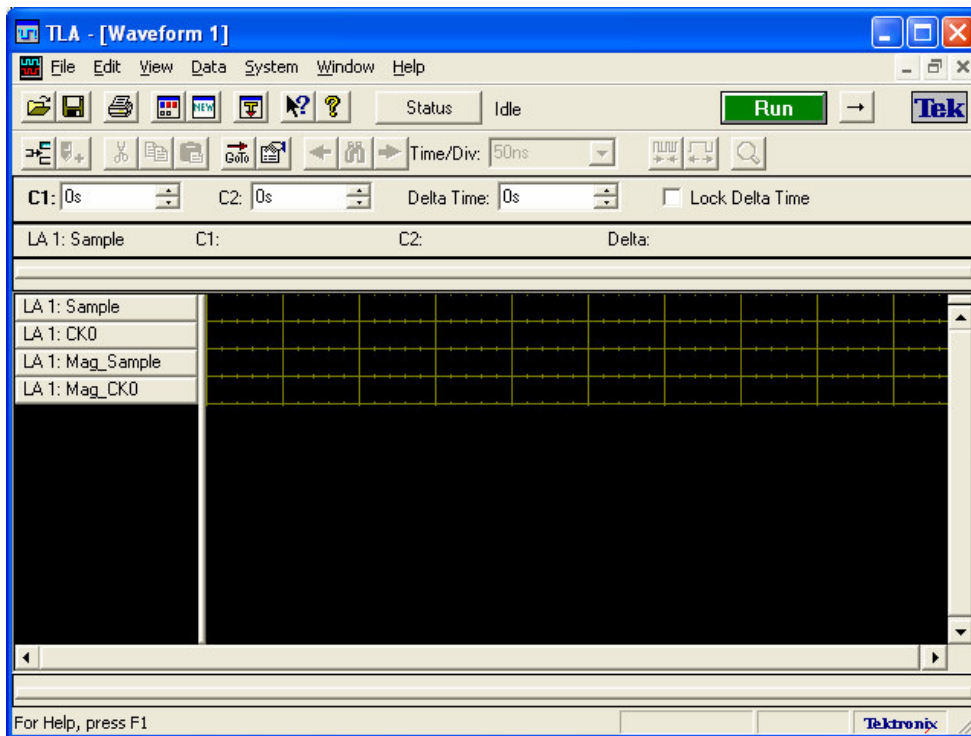 TLA - [Waveform 1]
File Edit View Data System Window Help
NEW Status Idle Run Tek
GoTo Time/Div: 50ns
C1: 0s C2: 0s Delta Time: 0s Lock Delta Time
LA 1: Sample C1: C2: Delta:
LA 1: Sample
LA 1: CK0
LA 1: Mag_Sample
LA 1: Mag_CK0
For Help, press F1 Tektronix